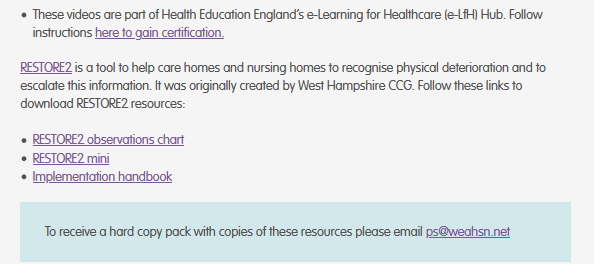 • These videos are part of Health Education England’s e-Learning for Healthcare (e-LfH) Hub. Follow
instructions here to gain certification.
RESTORE2 is a tool to help care homes and nursing homes to recognise physical deterioration and to
escalate this information. It was originally created by West Hampshire CCG. Follow these links to
download RESTORE2 resources:
• RESTORE2 observations chart
• RESTORE2 mini
• Implementation handbook
To receive a hard copy pack with copies of these resources please email ps@weahsn.net